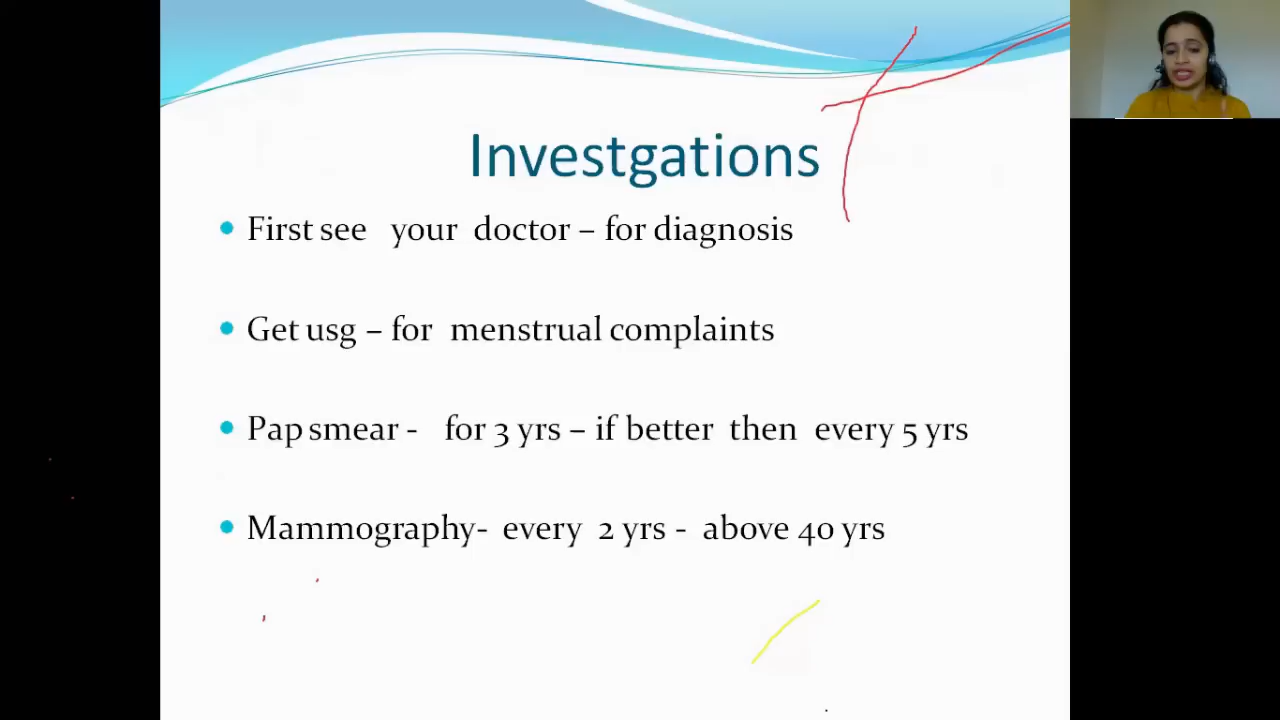 Investgations
First see your doctor – for diagnosis
Get usg – for menstrual complaints
Pap smear - for 3 yrs – if better then every 5 yrs
Mammography- every 2 yrs - above 40 yrs